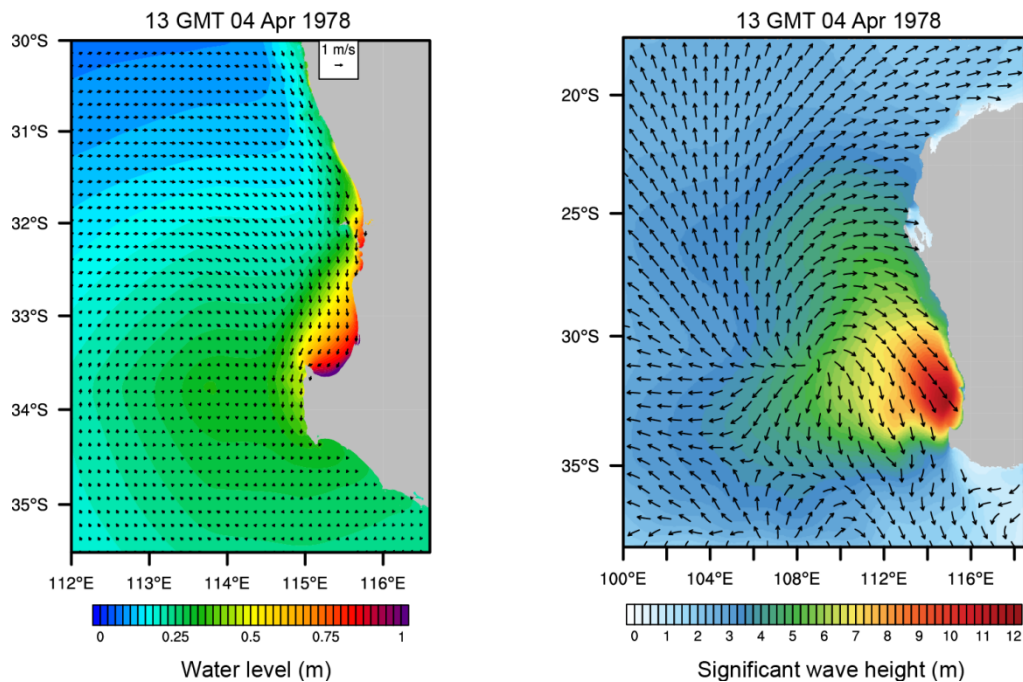 13 GMT 04 Apr 1978
1 m/s
30°S
31°S
32°S
33°S
34°S
35°S
112°E 113°E 114°E 115°E 116°E
0 0.25 0.5 0.75 1
Water level (m)
13 GMT 04 Apr 1978
20°S
25°S
30°S
35°S
100°E 104°E 108°E 112°E 116°E
0 1 2 3 4 5 6 7 8 9 10 11 12
Significant wave height (m)